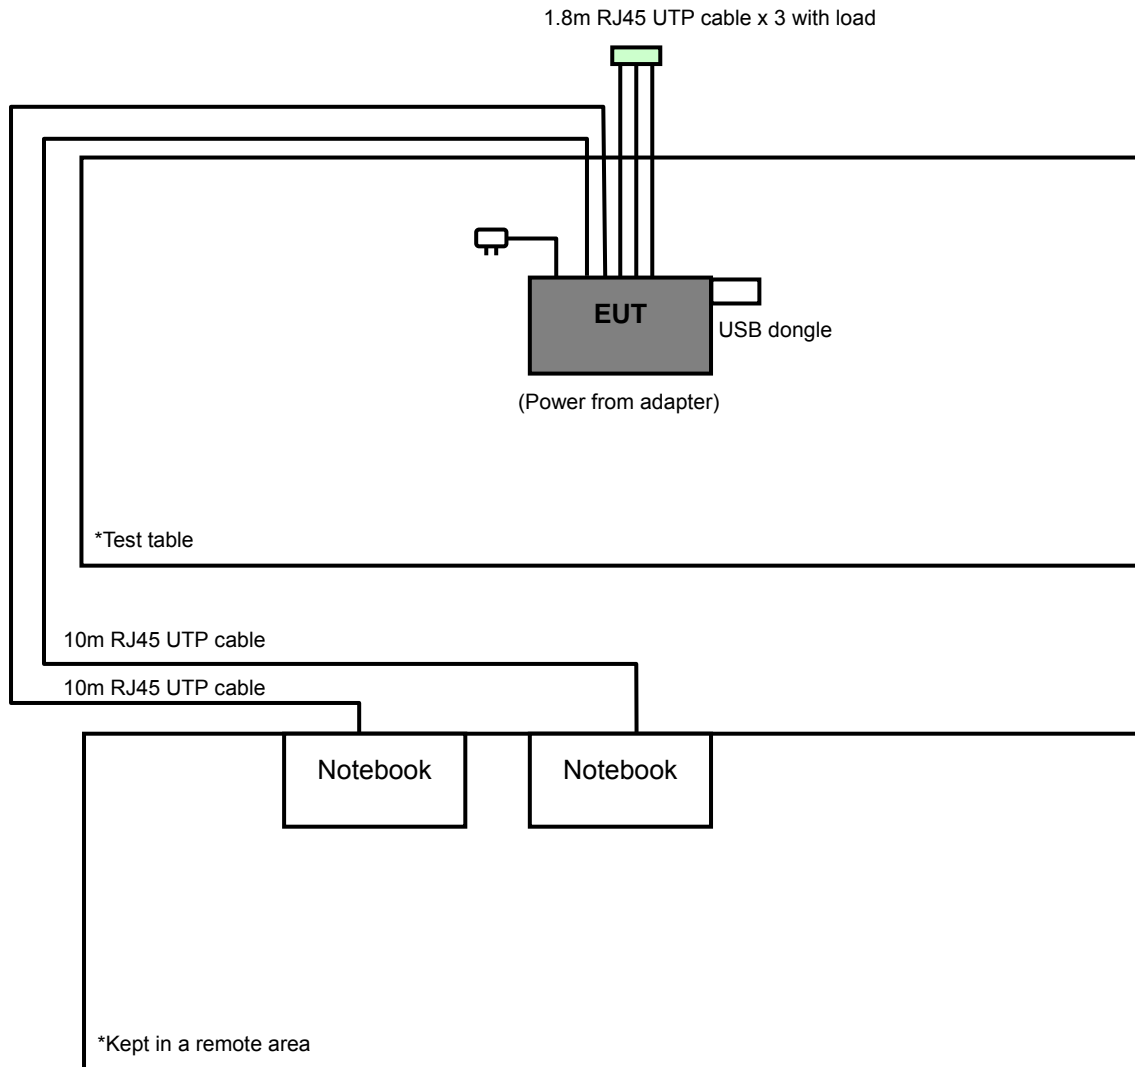 1.8m RJ45 UTP cable x 3 with load
EUT
USB dongle
(Power from adapter)
*Test table
10m RJ45 UTP cable
10m RJ45 UTP cable
Notebook
Notebook
*Kept in a remote area